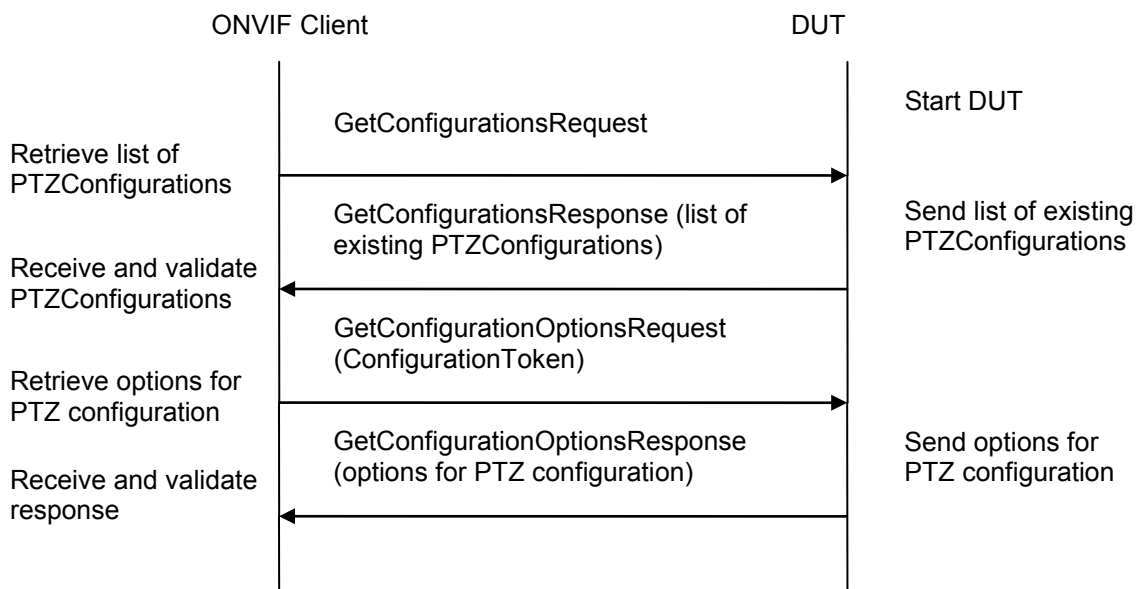 ONVIF Client
DUT
Start DUT
GetConfigurationsRequest
Retrieve list of
PTZConfigurations
GetConfigurationsResponse (list of
existing PTZConfigurations)
Send list of existing
PTZConfigurations
Receive and validate
PTZConfigurations
GetConfigurationOptionsRequest
(ConfigurationToken)
Retrieve options for
PTZ configuration
GetConfigurationOptionsResponse
(options for PTZ configuration)
Send options for
PTZ configuration
Receive and validate
response